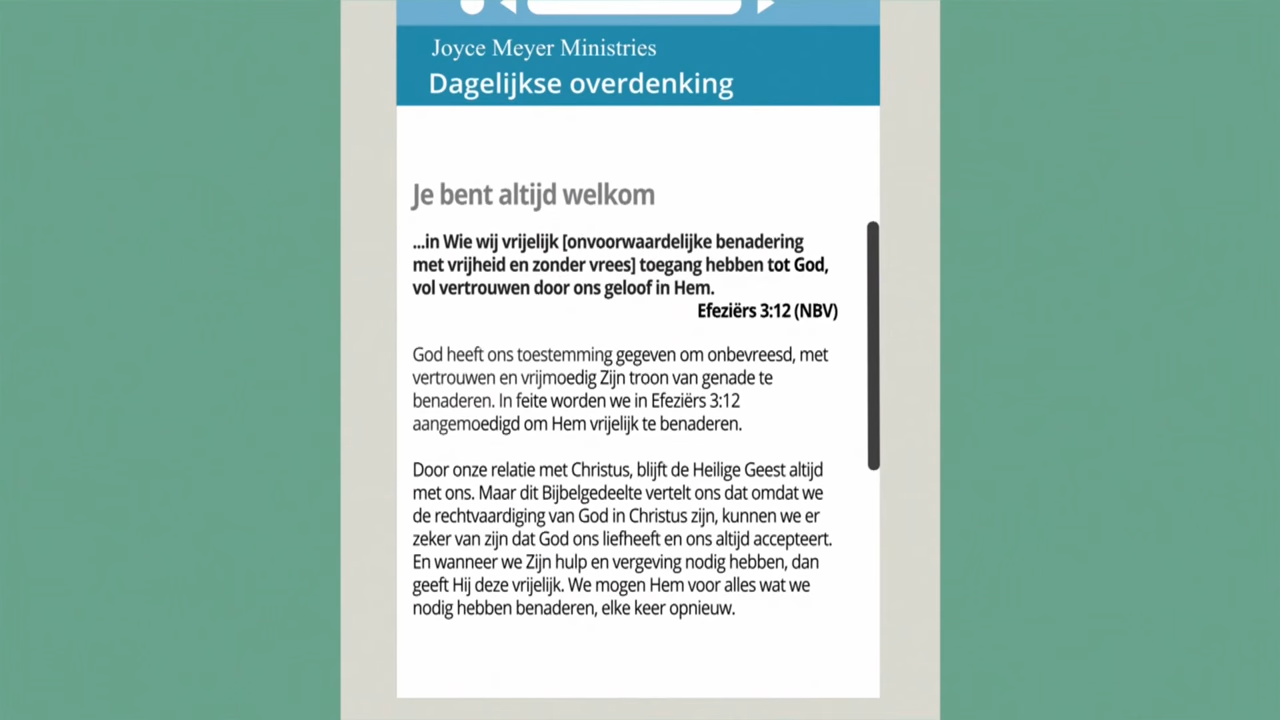 Joyce Meyer Ministries
Dagelijkse overdenking
Je bent altijd welkom
...in Wie wij vrijelijk [onvoorwaardelijke benadering
met vrijheid en zonder vrees] toegang hebben tot God,
vol vertrouwen door ons geloof in Hem.
Efeziërs 3:12 (NBV)
God heeft ons toestemming gegeven om onbevreesd, met
vertrouwen en vrijmoedig Zijn troon van genade te
benaderen. In feite worden we in Efeziërs 3:12
aangemoedigd om Hem vrijelijk te benaderen.
Door onze relatie met Christus, blijft de Heilige Geest altijd
met ons. Maar dit Bijbelgedeelte vertelt ons dat omdat we
de rechtvaardiging van God in Christus zijn, kunnen we er
zeker van zijn dat God ons liefheeft en ons altijd accepteert.
En wanneer we Zijn hulp en vergeving nodig hebben, dan
geeft Hij deze vrijelijk. We mogen Hem voor alles wat we
nodig hebben benaderen, elke keer opnieuw.